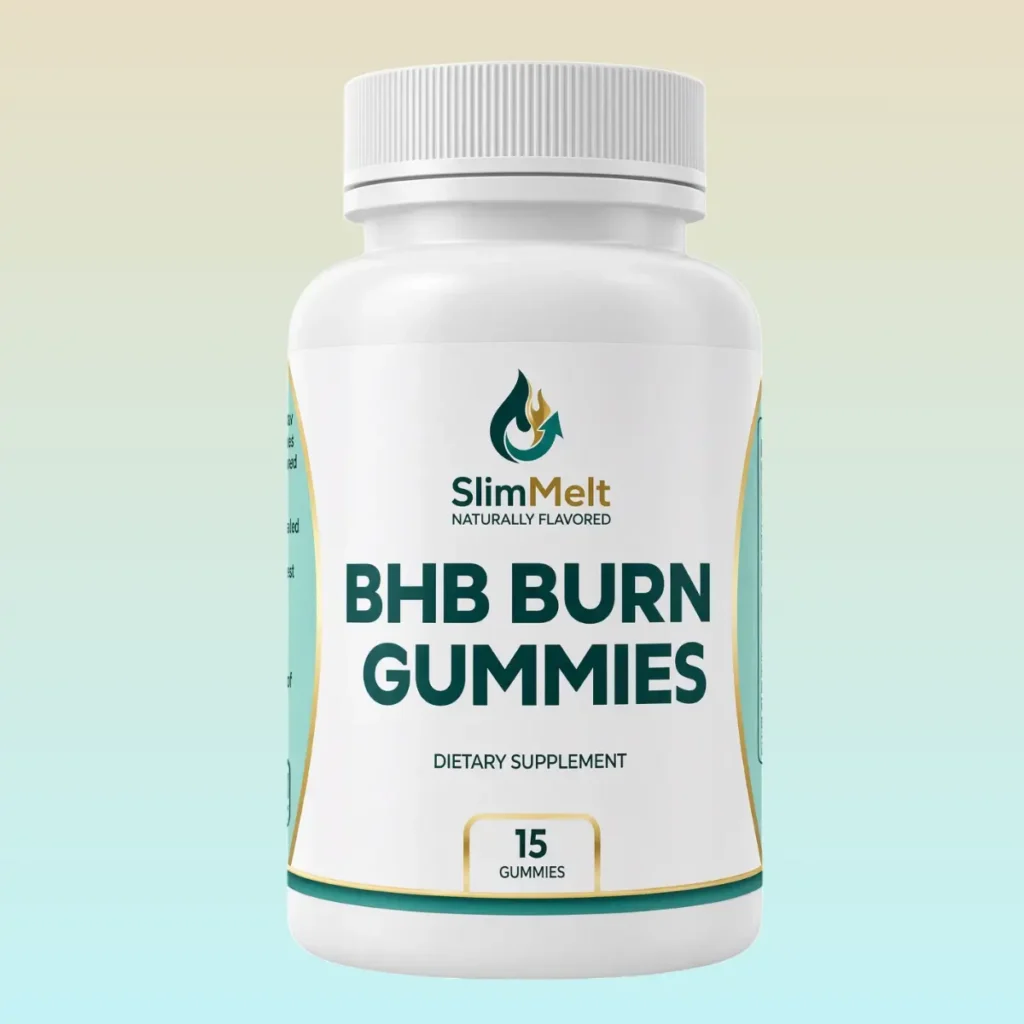 SlimMelt
NATURALLY FLAVORED
BHB BURN
GUMMIES
DIETARY SUPPLEMENT
15
GUMMIES